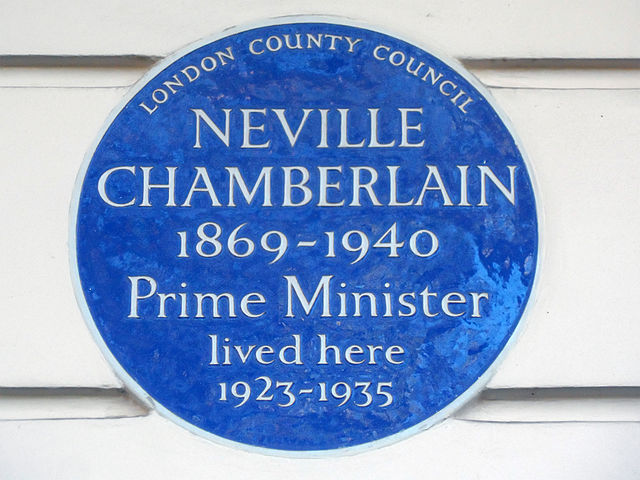 LONDON COUNTY COUNCIL
NEVILLE
CHAMBERLAIN
1869-1940
Prime Minister
lived here
1923-1935